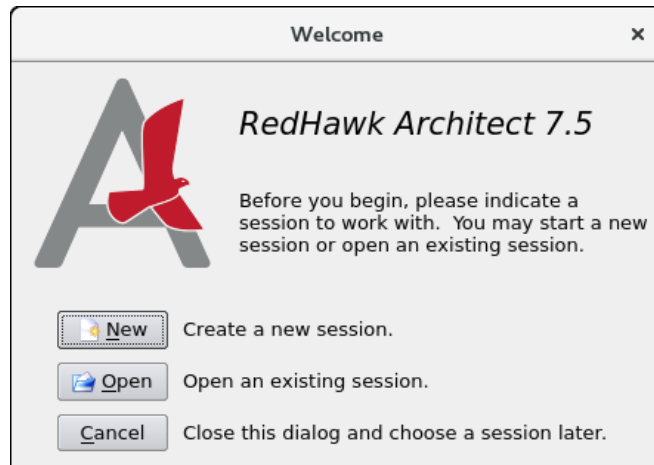 Welcome
RedHawk Architect 7.5
Before you begin, please indicate a
session to work with. You may start a new
session or open an existing session.
New Create a new session.
Open Open an existing session.
Cancel Close this dialog and choose a session later.